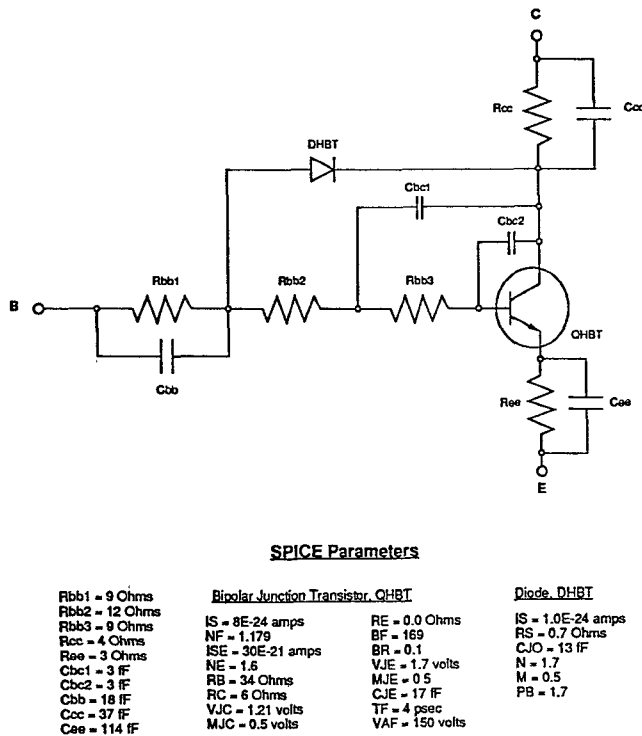 C
Rcc
Ccc
DHBT
Cbc1
Cbc2
Rbb1
Rbb2
Rbb3
B
QHBT
Cbb
Ree
Cee
E
SPICE Parameters
Rbb1 = 9 Ohms
Rbb2 = 12 Ohms
Rbb3 = 9 Ohms
Rcc = 4 Ohms
Ree = 3 Ohms
Cbc1 = 3 fF
Cbc2 = 3 fF
Cbb = 18 fF
Ccc = 37 fF
Cee = 114 fF
Bipolar Junction Transistor, QHBT
IS = 8E-24 amps
NF = 1.179
ISE = 30E-21 amps
NE = 1.6
RB = 34 Ohms
RC = 6 Ohms
VJC = 1.21 volts
MJC = 0.5 volts
RE = 0.0 Ohms
BF = 169
BR = 0.1
VJE = 1.7 volts
MJE = 0 5
CJE = 17 fF
TF = 4 psec
VAF = 150 volts
Diode, DHBT
IS = 1.0E-24 amps
RS = 0.7 Ohms
CJO = 13 fF
N = 1.7
M = 0.5
PB = 1.7